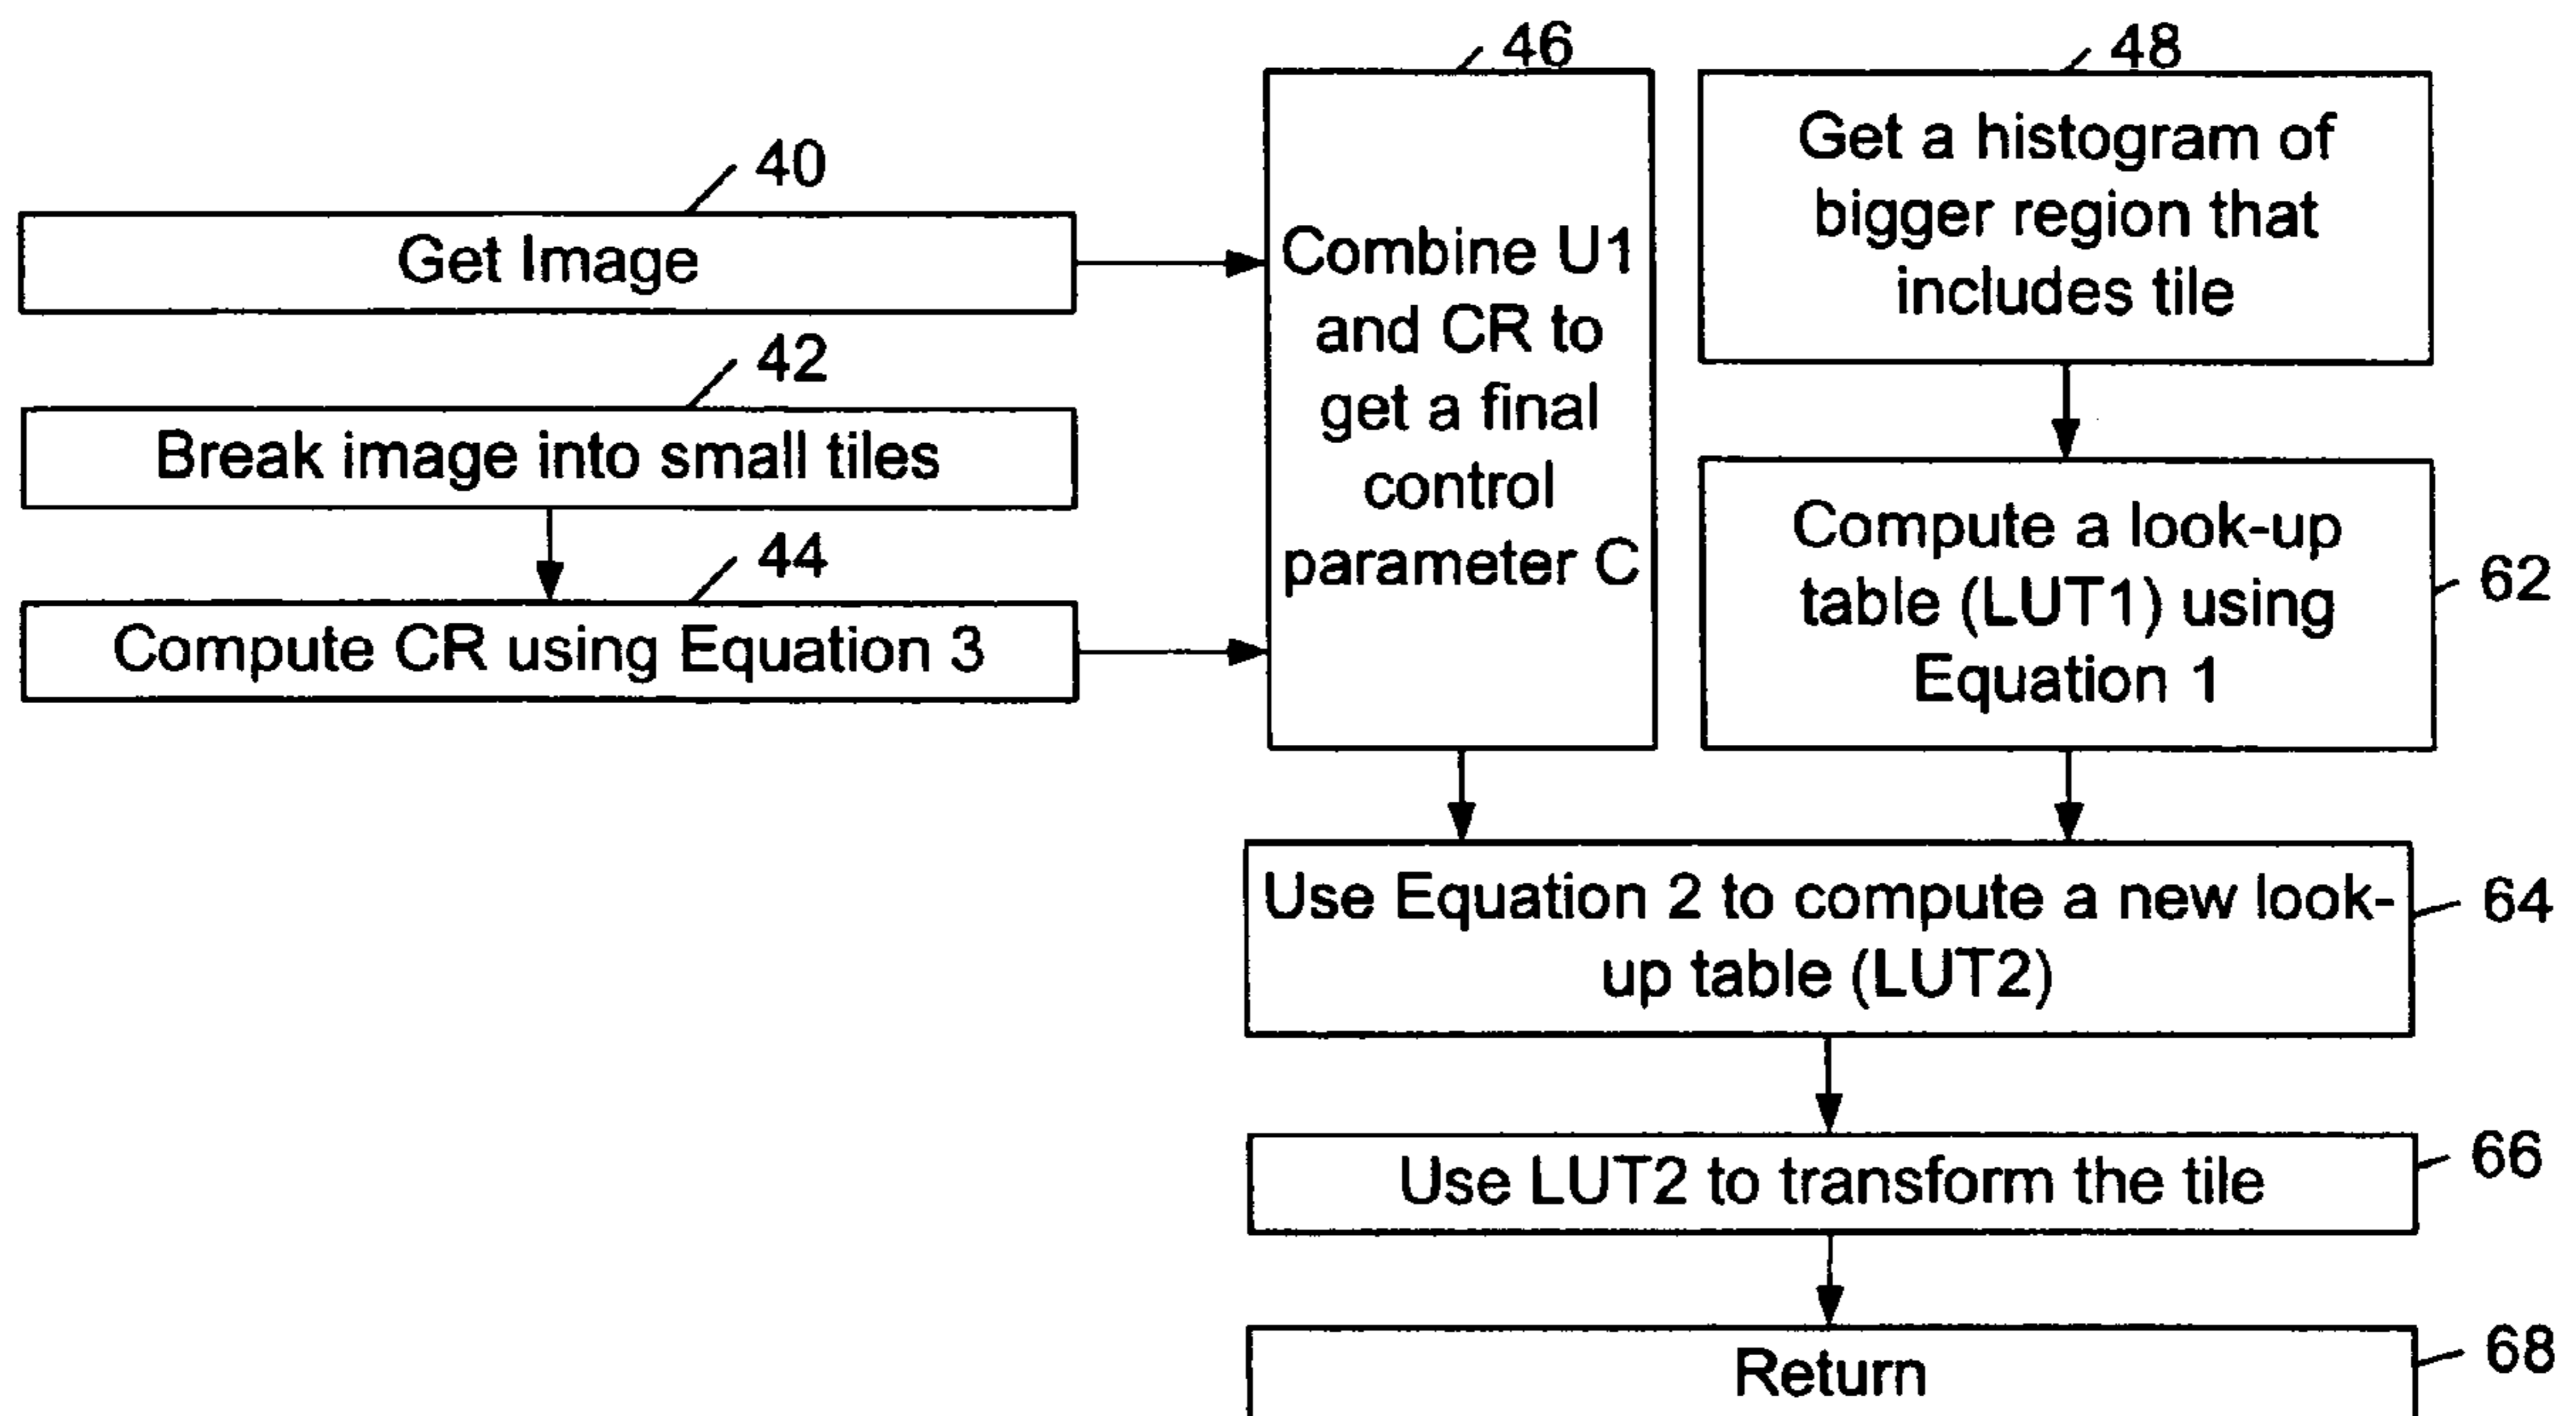 40
Get Image
42
Break image into small tiles
44
Compute CR using Equation 3
46
Combine U1
and CR to
get a final
control
parameter C
48
Get a histogram of
bigger region that
includes tile
Compute a look-up
table (LUT1) using
Equation 1
62
Use Equation 2 to compute a new look-
up table (LUT2)
64
Use LUT2 to transform the tile
66
Return
68